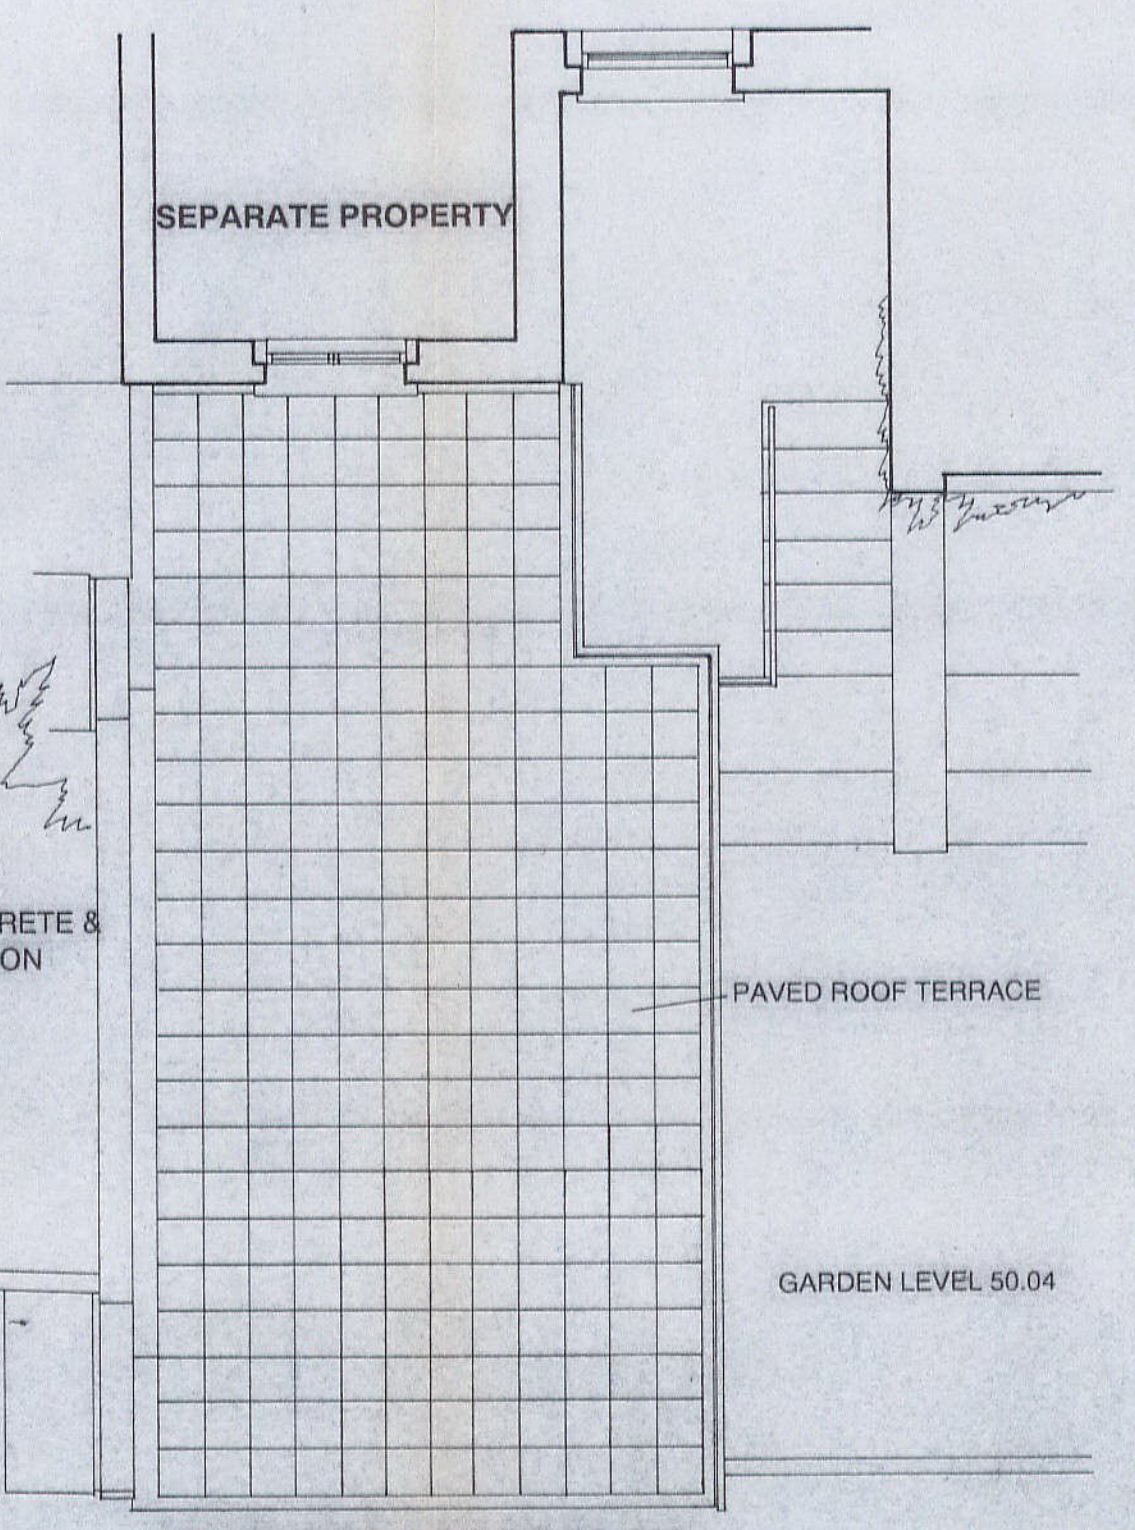 SEPARATE PROPERTY
RETE &
ON
PAVED ROOF TERRACE
GARDEN LEVEL 50.04